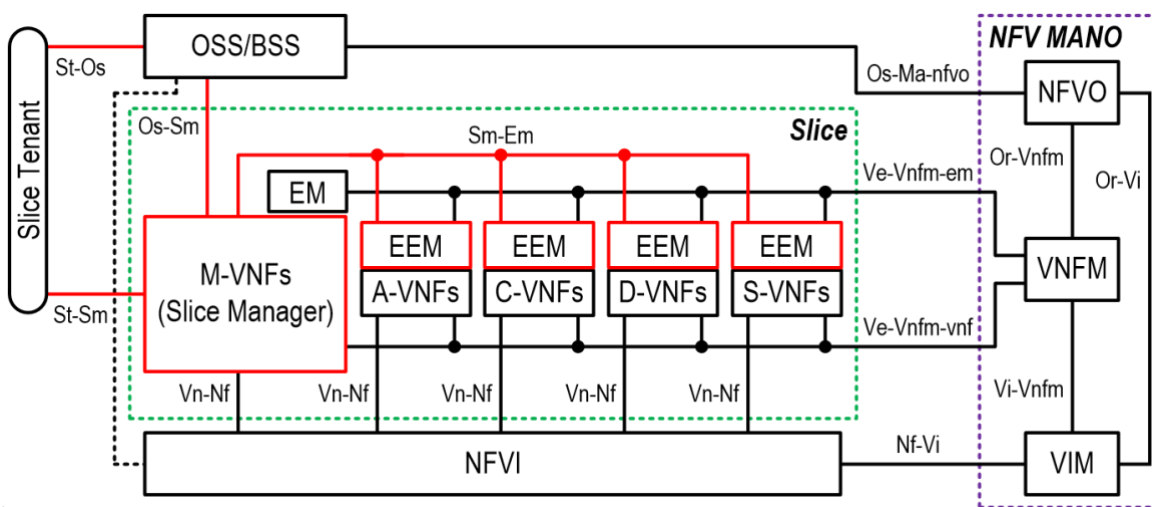 OSS/BSS
NFV MANO
St-Os
Os-Ma-nfvo
NFVO
Slice Tenant
Os-Sm
Slice
Sm-Em
Or-Vnfm
Or-Vi
EM
Ve-Vnfm-em
EEM
EEM
EEM
EEM
M-VNFs
(Slice Manager)
A-VNFs
C-VNFs
D-VNFs
S-VNFs
VNFM
St-Sm
Ve-Vnfm-vnf
Vn-Nf
Vn-Nf
Vn-Nf
Vn-Nf
Vn-Nf
Vi-Vnfm
NFVI
Nf-Vi
VIM